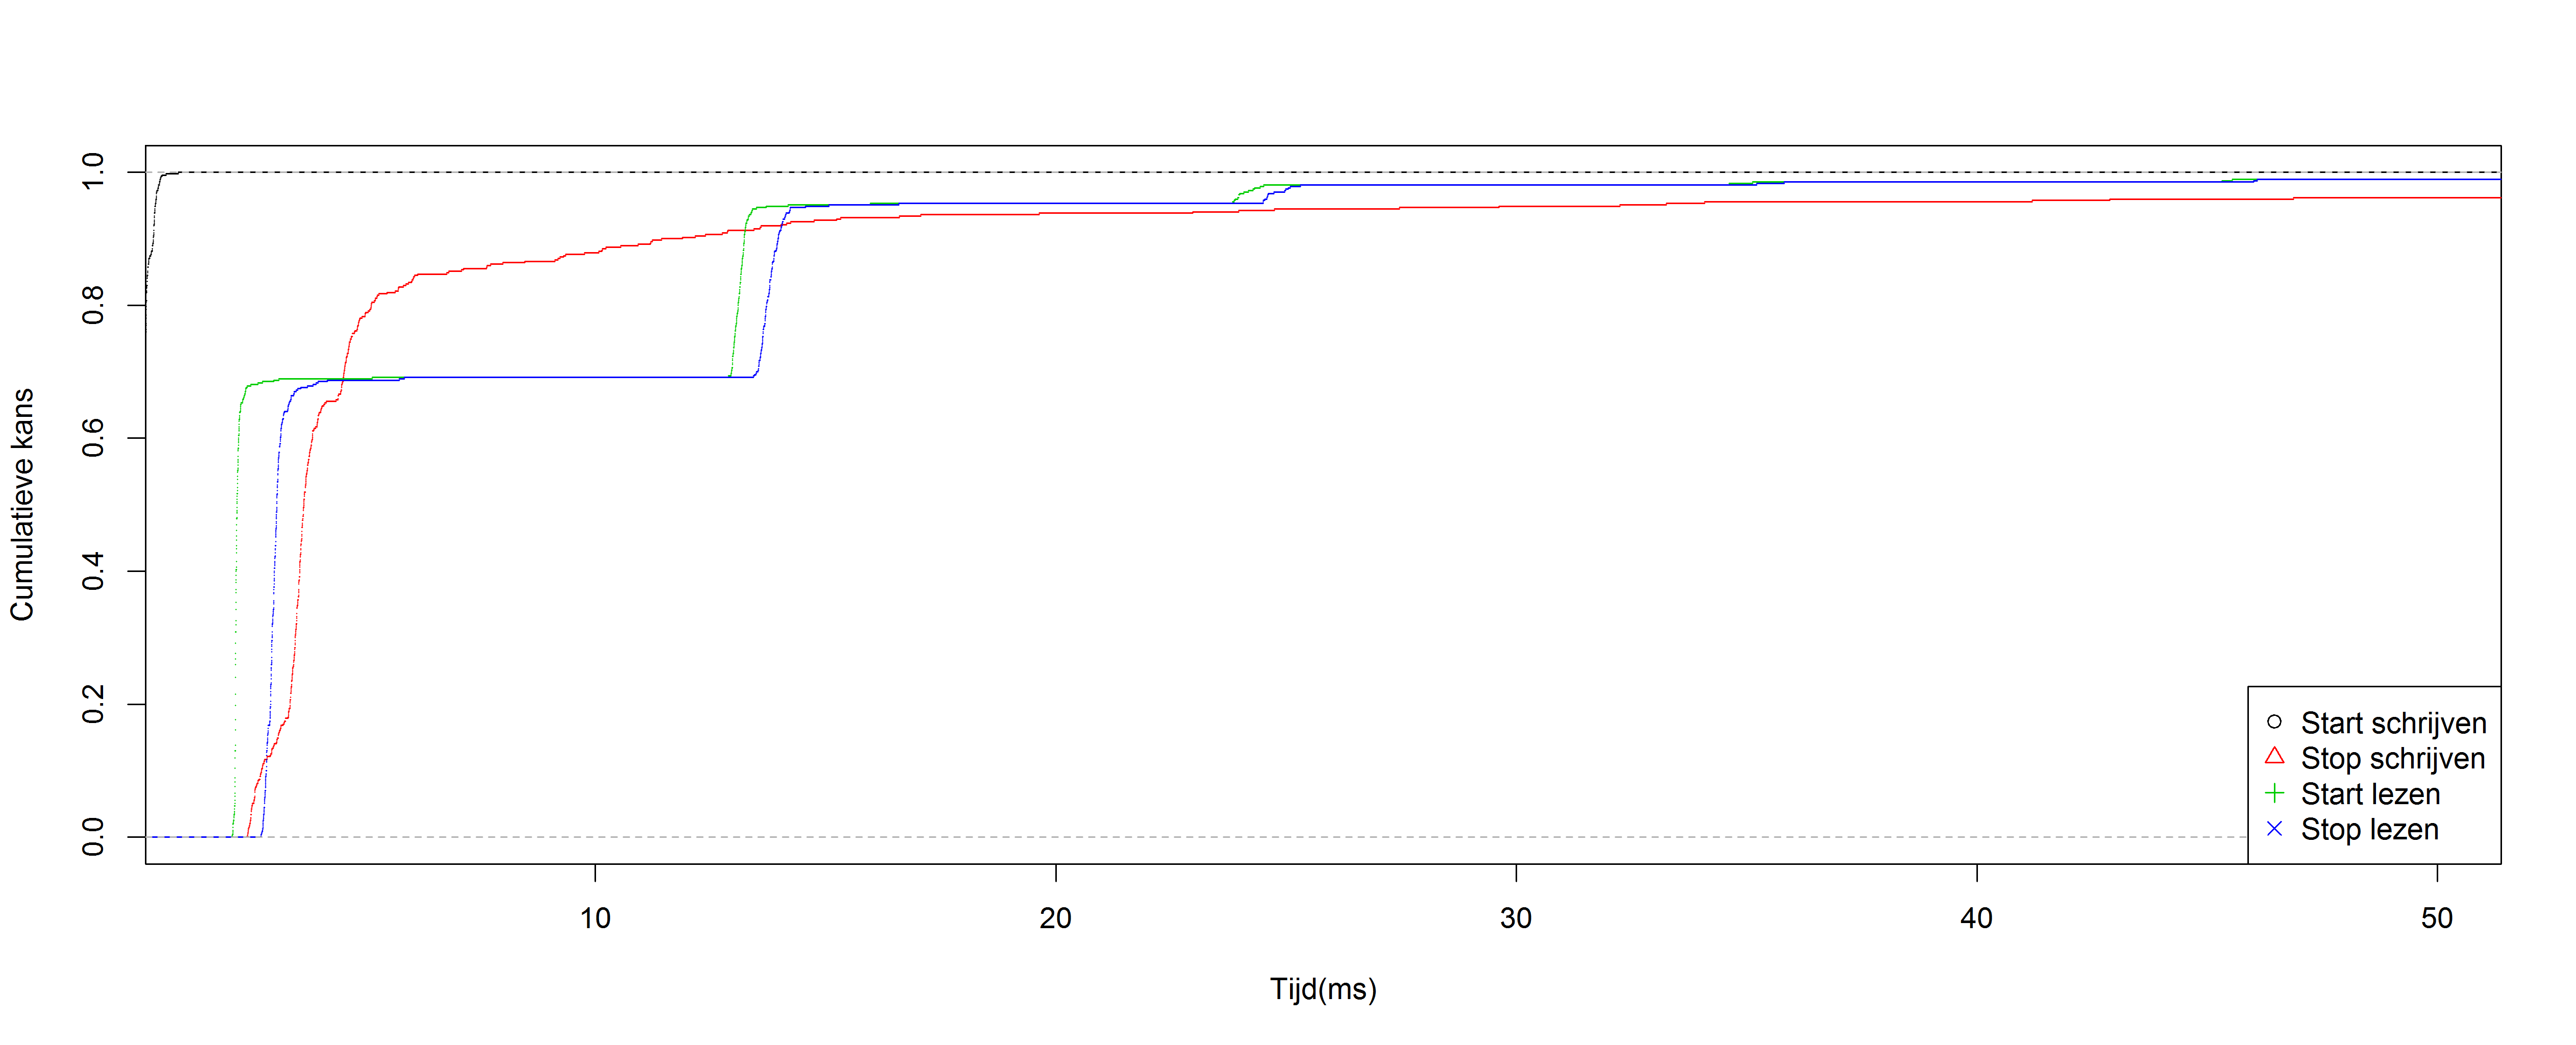 Cumulatieve kans
1.0
0.8
0.6
0.4
0.2
0.0
10 20 30 40 50
Tijd(ms)
Start schrijven
Stop schrijven
Start lezen
Stop lezen